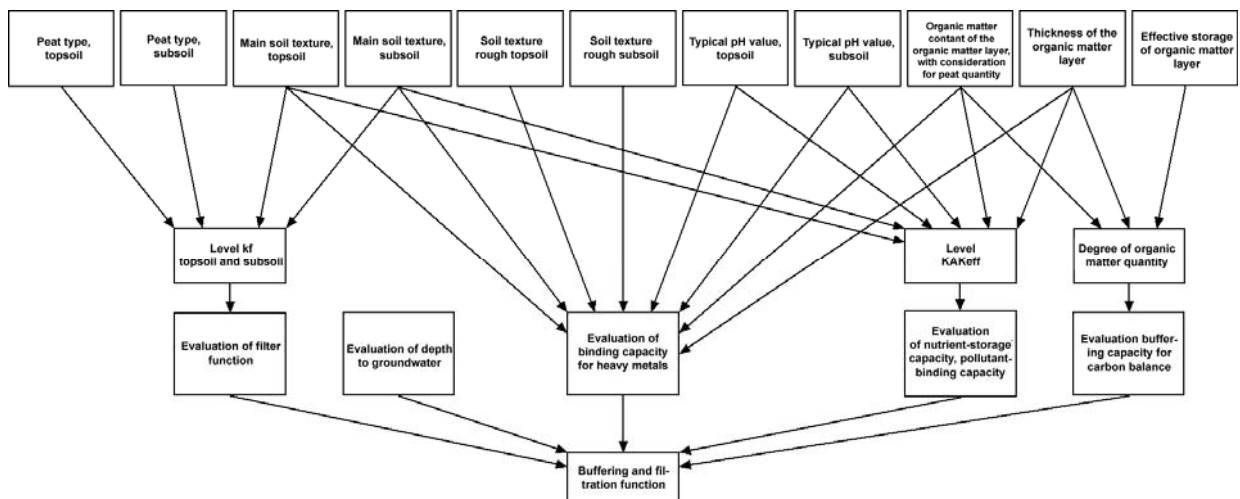 Peat type,
topsoil
Peat type,
subsoil
Main soil texture,
topsoil
Main soil texture,
subsoil
Soil texture
rough topsoil
Soil texture
rough subsoil
Typical pH value,
topsoil
Typical pH value,
subsoil
Organic matter
contant of the
organic matter layer,
with consideration
for peat quantity
Thickness of the
organic matter
layer
Effective storage
of organic matter
layer
Level kf
topsoil and subsoil
Level
KAKeff
Degree of organic
matter quantity
Evaluation of filter
function
Evaluation of depth
to groundwater
Evaluation of
binding capacity
for heavy metals
Evaluation
of nutrient-storage
capacity, pollutant-
binding capacity
Evaluation buffer-
ing capacity for
carbon balance
Buffering and fil-
tration function